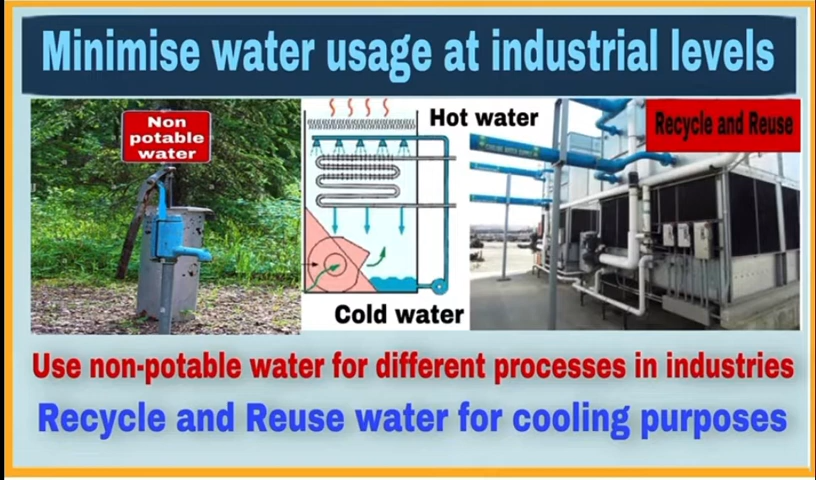 Minimise water usage at industrial levels
Non
potable
water
Hot water
Recycle and Reuse
Cold water
Use non-potable water for different processes in industries
Recycle and Reuse water for cooling purposes